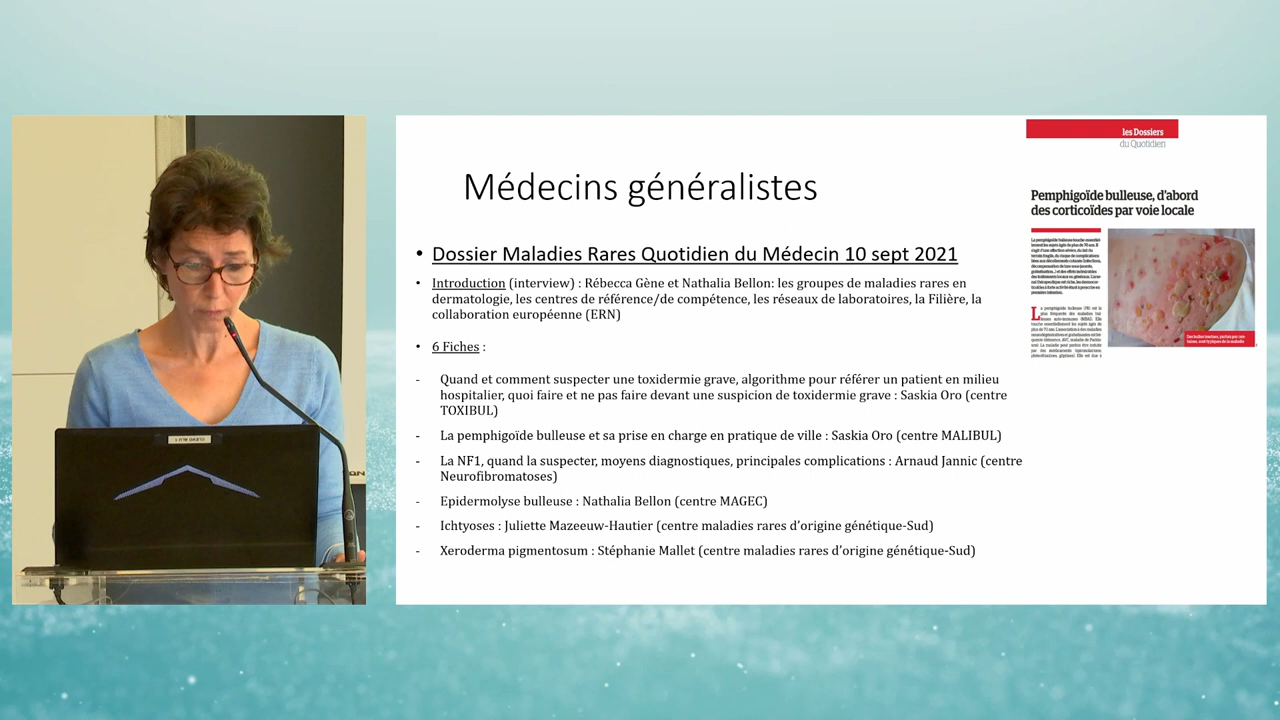 Médecins généralistes
• Dossier Maladies Rares Quotidien du Médecin 10 sept 2021
• Introduction (interview) : Rébecca Gène et Nathalia Bellon: les groupes de maladies rares en
dermatologie, les centres de référence/de compétence, les réseaux de laboratoires, la Filière, la
collaboration européenne (ERN)
• 6 Fiches :
- Quand et comment suspecter une toxidermie grave, algorithme pour référer un patient en milieu
hospitalier, quoi faire et ne pas faire devant une suspicion de toxidermie grave : Saskia Oro (centre
TOXIBUL)
- La pemphigoïde bulleuse et sa prise en charge en pratique de ville : Saskia Oro (centre MALIBUL)
- La NF1, quand la suspecter, moyens diagnostiques, principales complications : Arnaud Jannic (centre
Neurofibromatoses)
- Epidermolyse bulleuse : Nathalia Bellon (centre MAGEC)
- Ichtyoses : Juliette Mazeeuw-Hautier (centre maladies rares d'origine génétique-Sud)
- Xeroderma pigmentosum : Stéphanie Mallet (centre maladies rares d'origine génétique-Sud)
les Dossiers
du Quotidien
Pemphigoïde bulleuse, d'abord
des corticoïdes par voie locale